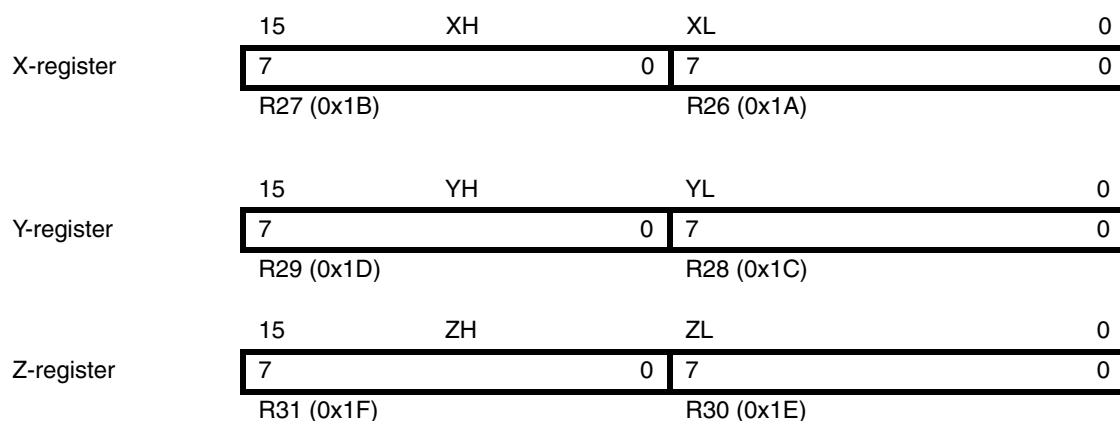 15 XH XL 0
X-register 7 0 7 0
R27 (0x1B) R26 (0x1A)
15 YH YL 0
Y-register 7 0 7 0
R29 (0x1D) R28 (0x1C)
15 ZH ZL 0
Z-register 7 0 7 0
R31 (0x1F) R30 (0x1E)